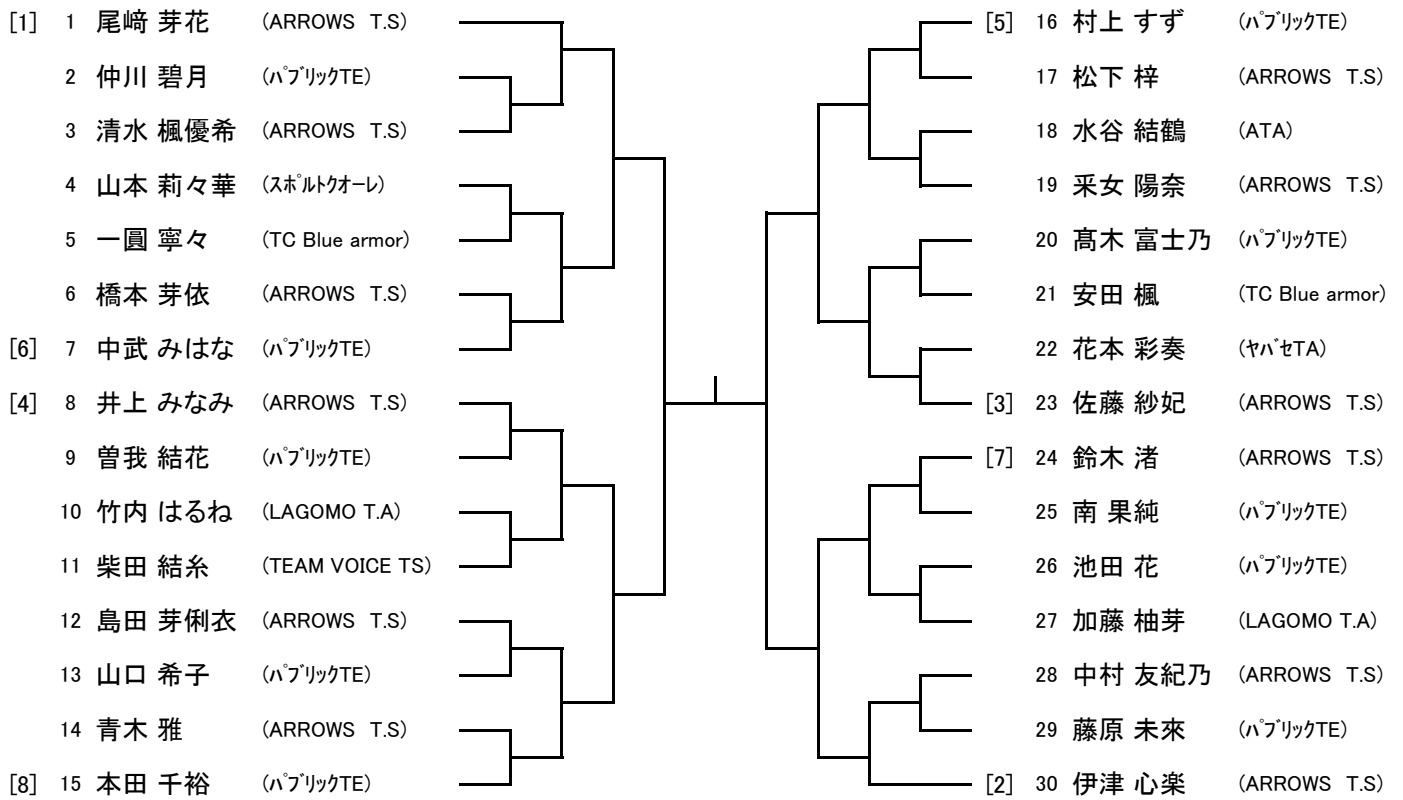 [1] 1 尾﨑 芽花 (ARROWS T.S)
2 仲川 碧月 (ﾊﾟﾌﾞﾘｯｸTE)
3 清水 楓優希 (ARROWS T.S)
4 山本 莉々華 (ｽﾎﾟﾙﾄｸｵｰﾚ)
5 一圓 寧々 (TC Blue armor)
6 橋本 芽依 (ARROWS T.S)
[6] 7 中武 みはな (ﾊﾟﾌﾞﾘｯｸTE)
[4] 8 井上 みなみ (ARROWS T.S)
9 曽我 結花 (ﾊﾟﾌﾞﾘｯｸTE)
10 竹内 はるね (LAGOMO T.A)
11 柴田 結糸 (TEAM VOICE TS)
12 島田 芽俐衣 (ARROWS T.S)
13 山口 希子 (ﾊﾟﾌﾞﾘｯｸTE)
14 青木 雅 (ARROWS T.S)
[8] 15 本田 千裕 (ﾊﾟﾌﾞﾘｯｸTE)
[5] 16 村上 すず (ﾊﾟﾌﾞﾘｯｸTE)
17 松下 梓 (ARROWS T.S)
18 水谷 結鶴 (ATA)
19 采女 陽奈 (ARROWS T.S)
20 髙木 富士乃 (ﾊﾟﾌﾞﾘｯｸTE)
21 安田 楓 (TC Blue armor)
22 花本 彩奏 (ﾔﾊﾞｾTA)
[3] 23 佐藤 紗妃 (ARROWS T.S)
[7] 24 鈴木 渚 (ARROWS T.S)
25 南 果純 (ﾊﾟﾌﾞﾘｯｸTE)
26 池田 花 (ﾊﾟﾌﾞﾘｯｸTE)
27 加藤 柚芽 (LAGOMO T.A)
28 中村 友紀乃 (ARROWS T.S)
29 藤原 未來 (ﾊﾟﾌﾞﾘｯｸTE)
[2] 30 伊津 心楽 (ARROWS T.S)